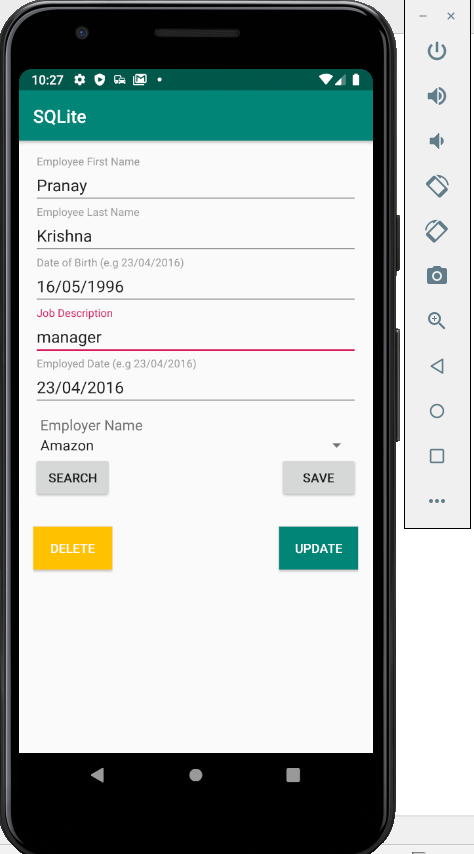 10:27
SQLite
Employee First Name
Pranay
Employee Last Name
Krishna
Date of Birth (e.g 23/04/2016)
16/05/1996
Job Description
manager
Employed Date (e.g 23/04/2016)
23/04/2016
Employer Name
Amazon
SEARCH SAVE
DELETE UPDATE